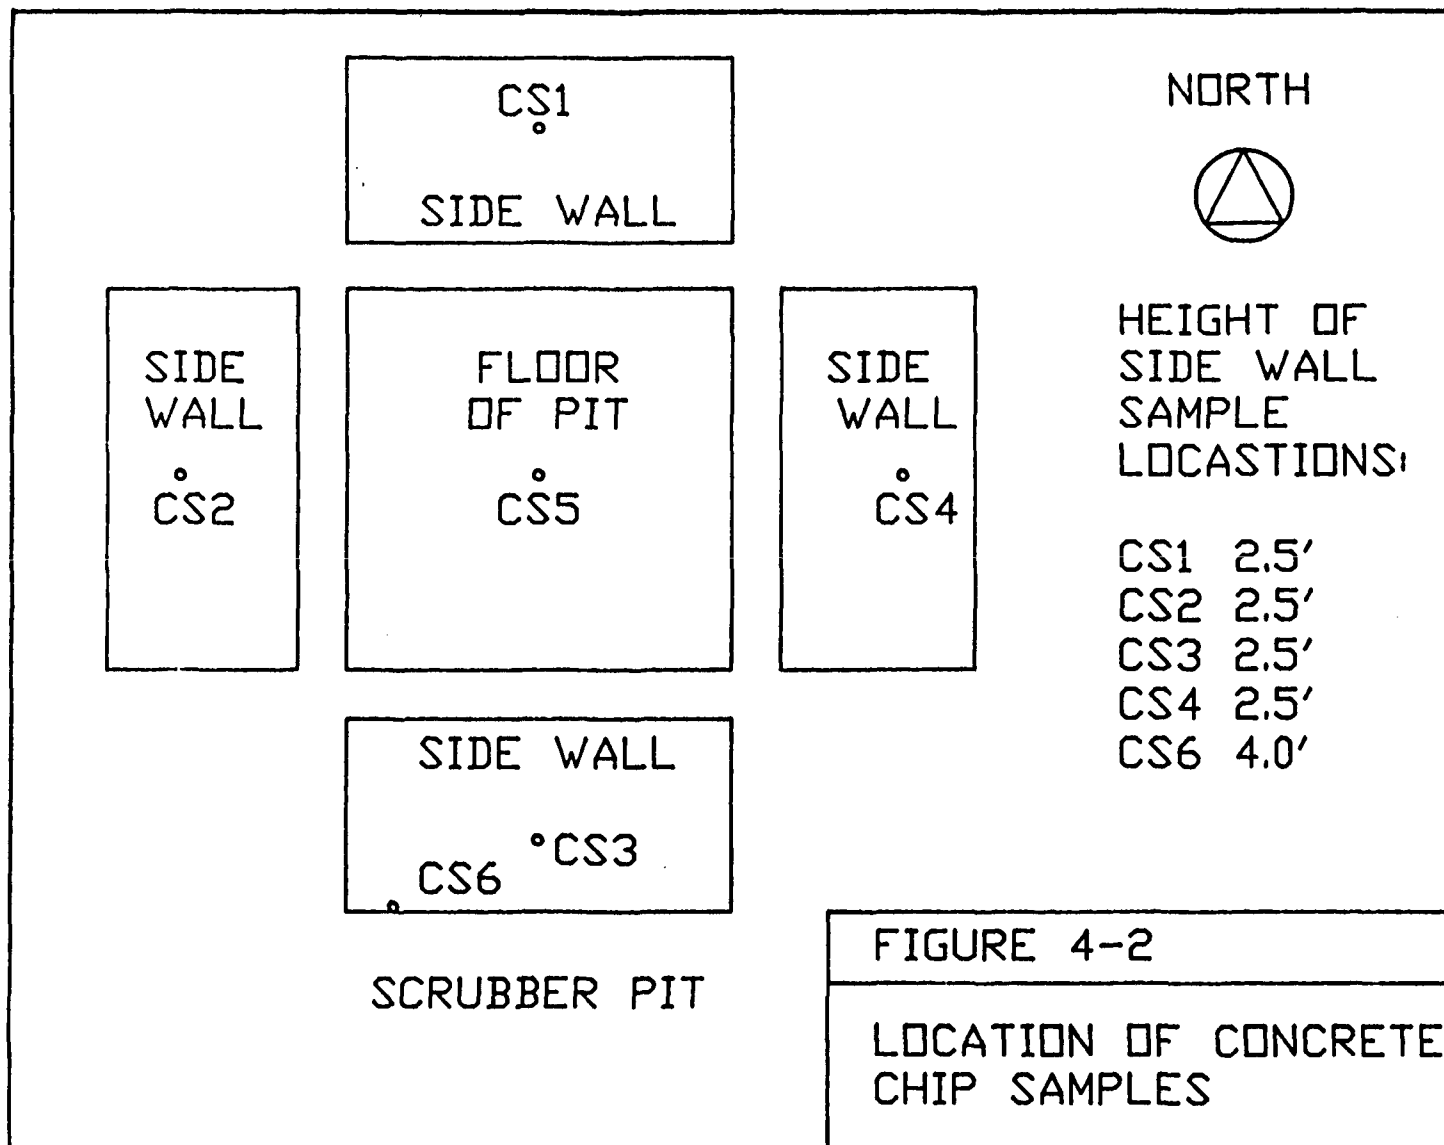 CS1
SIDE WALL
NORTH
SIDE
WALL
CS2
FLOOR
OF PIT
CS5
SIDE
WALL
CS4
HEIGHT OF
SIDE WALL
SAMPLE
LOCASTIONS:
CS1 2.5'
CS2 2.5'
CS3 2.5'
CS4 2.5'
CS6 4.0'
SIDE WALL
CS3
CS6
SCRUBBER PIT
FIGURE 4-2
LOCATION OF CONCRETE
CHIP SAMPLES